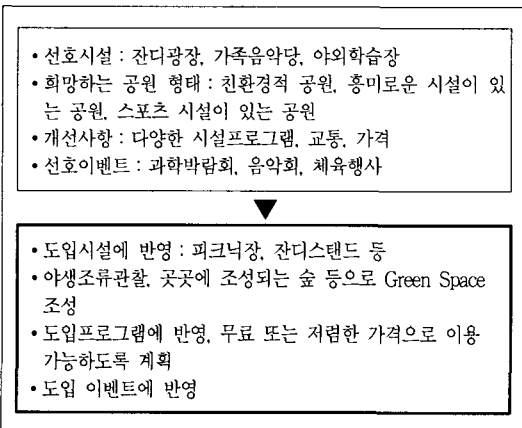 • 선호시설 : 잔디광장, 가족음악당, 야외학습장
• 희망하는 공원 형태 : 친환경적 공원, 흥미로운 시설이 있
는 공원, 스포츠 시설이 있는 공원
• 개선사항 : 다양한 시설프로그램, 교통, 가격
• 선호이벤트 : 과학박람회, 음악회, 체육행사
• 도입시설에 반영 : 피크닉장, 잔디스탠드 등
• 야생조류관찰, 곳곳에 조성되는 숲 등으로 Green Space
조성
• 도입프로그램에 반영, 무료 또는 저렴한 가격으로 이용
가능하도록 계획
• 도입 이벤트에 반영